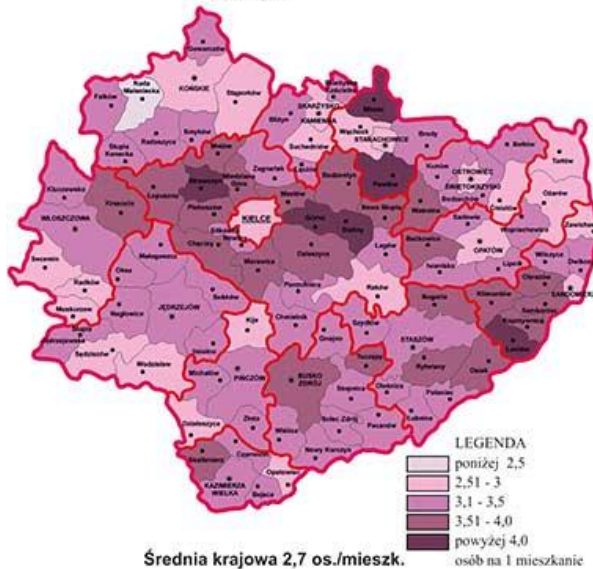 Gowarczów
Ruda Maleniecka
KOŃSKIE
Fałków
Stąporków
SKARŻYSKO KAMIENNA
Mirzec
Bliżyn
Wąchock
STARACHOWICE
Brody
Słupia Konecka
Radoszyce
Smyków
Suchedniów
Bałtów
Mniów
Zagnańsk
Łączna
Pawłów
Kunów
OSTROWIEC ŚWIĘTOKRZYSKI
Tarłów
Kluczewsko
Krasocin
Łopuszno
Strawczyn
Miedziana Góra
Masłów
Bodzentyn
Nowa Słupia
Waśniów
Bodzechów
Ćmielów
Ożarów
WŁOSZCZOWA
Piekoszów
KIELCE
Górno
Bieliny
Sadowie
Wojciechowice
Zawichost
Małogoszcz
Chęciny
Sitkówka Nowiny
Daleszyce
Łagów
Baćkowice
OPATÓW
Secemin
Oksa
Morawica
Iwaniska
Lipnik
Wilczyce
Dwikozy
Radków
Sobków
Pierzchnica
Raków
Obrazów
SANDOMIERZ
Moskorzew
Nagłowice
JĘDRZEJÓW
Kije
Chmielnik
Bogoria
Klimontów
Samborzec
Słupia
Gnojno
Szydłów
STASZÓW
Koprzywnica
Sędziszów
Imielno
Łoniów
Wodzisław
Michałów
PIŃCZÓW
BUSKO ZDRÓJ
Tuczępy
Rytwiany
Osiek
Stopnica
Oleśnica
Połaniec
Działoszyce
Złota
Wiślica
Solec Zdrój
Pacanów
Łubnice
Skalbmierz
Czarnocin
Nowy Korczyn
KAZIMIERZA WIELKA
Bejsce
Opatowiec
LEGENDA
poniżej 2,5
2,51 - 3
3,1 - 3,5
3,51 - 4,0
powyżej 4,0
osób na 1 mieszkanie
Średnia krajowa 2,7 os./mieszk.